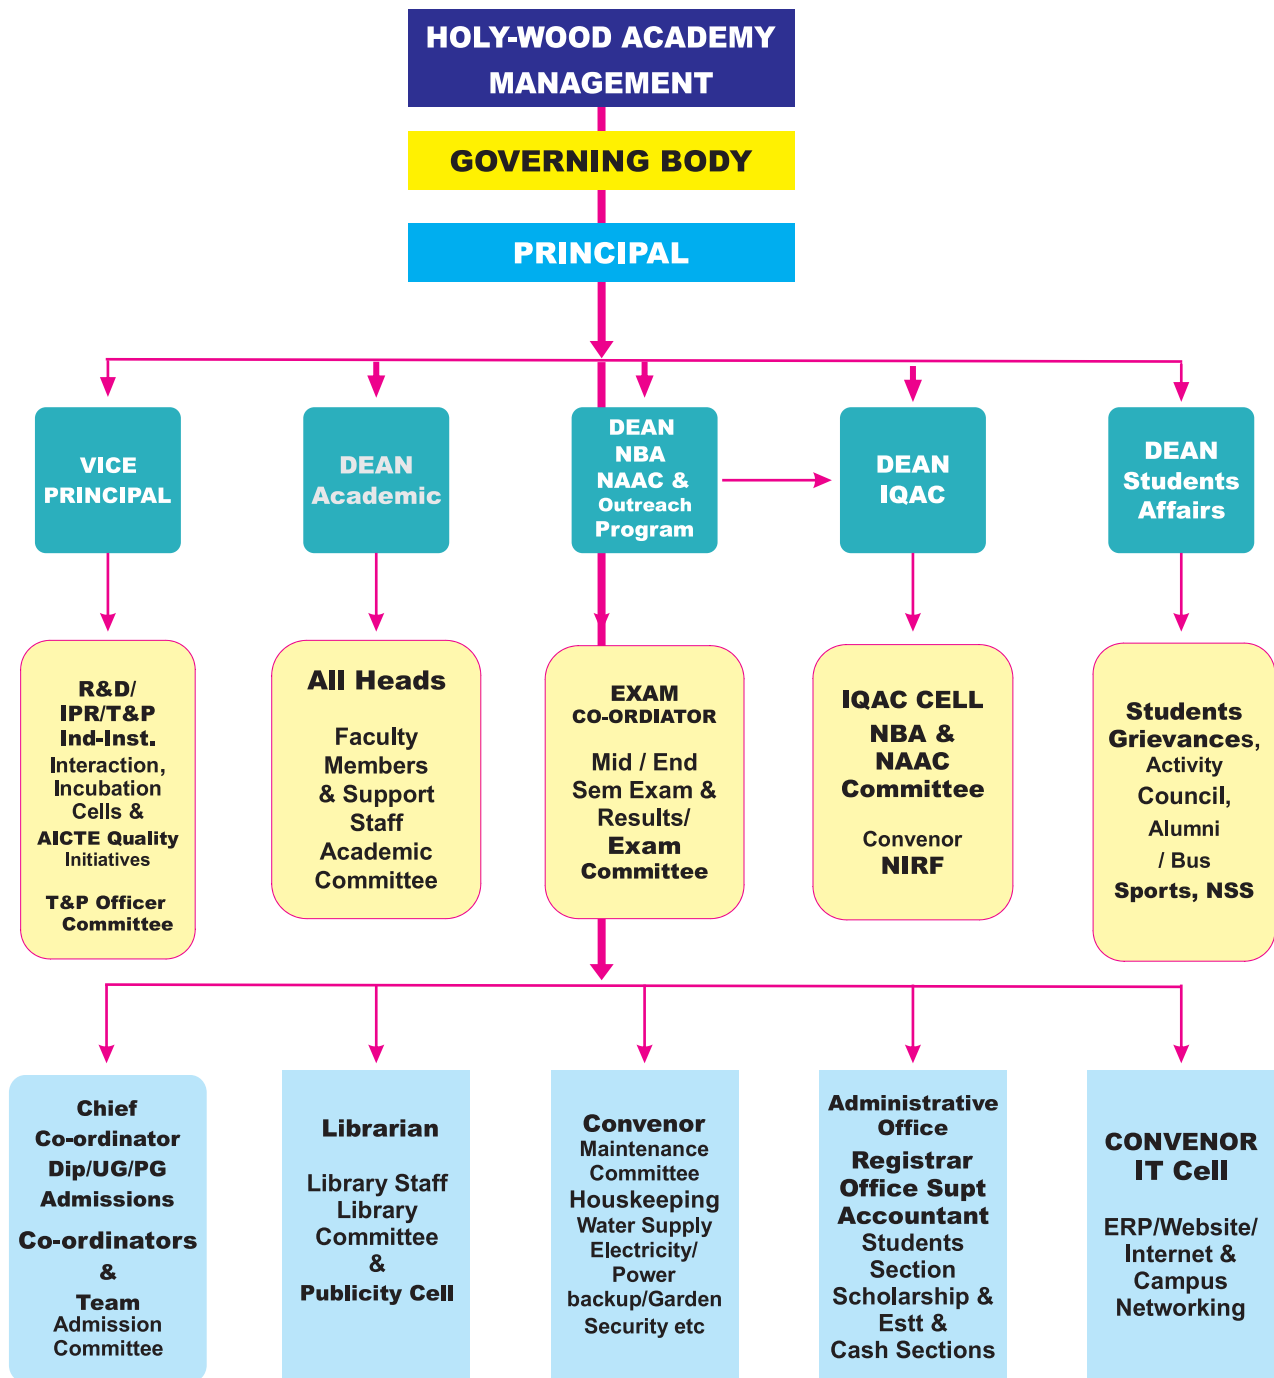 HOLY-WOOD ACADEMY
MANAGEMENT
GOVERNING BODY
PRINCIPAL
VICE
PRINCIPAL
DEAN
Academic
DEAN
NBA
NAAC &
Outreach
Program
DEAN
IQAC
DEAN
Students
Affairs
R&D/
IPR/T&P
Ind-Inst.
Interaction,
Incubation
Cells &
AICTE Quality
Initiatives
T&P Officer
Committee
All Heads
Faculty
Members
& Support
Staff
Academic
Committee
EXAM
CO-ORDIATOR
Mid / End
Sem Exam &
Results/
Exam
Committee
IQAC CELL
NBA &
NAAC
Committee
Convenor
NIRF
Students
Grievances,
Activity
Council,
Alumni
/ Bus
Sports, NSS
Chief
Co-ordinator
Dip/UG/PG
Admissions
Co-ordinators
&
Team
Admission
Committee
Librarian
Library Staff
Library
Committee
&
Publicity Cell
Convenor
Maintenance
Committee
Houskeeping
Water Supply
Electricity/
Power
backup/Garden
Security etc
Administrative
Office
Registrar
Office Supt
Accountant
Students
Section
Scholarship &
Estt &
Cash Sections
CONVENOR
IT Cell
ERP/Website/
Internet &
Campus
Networking